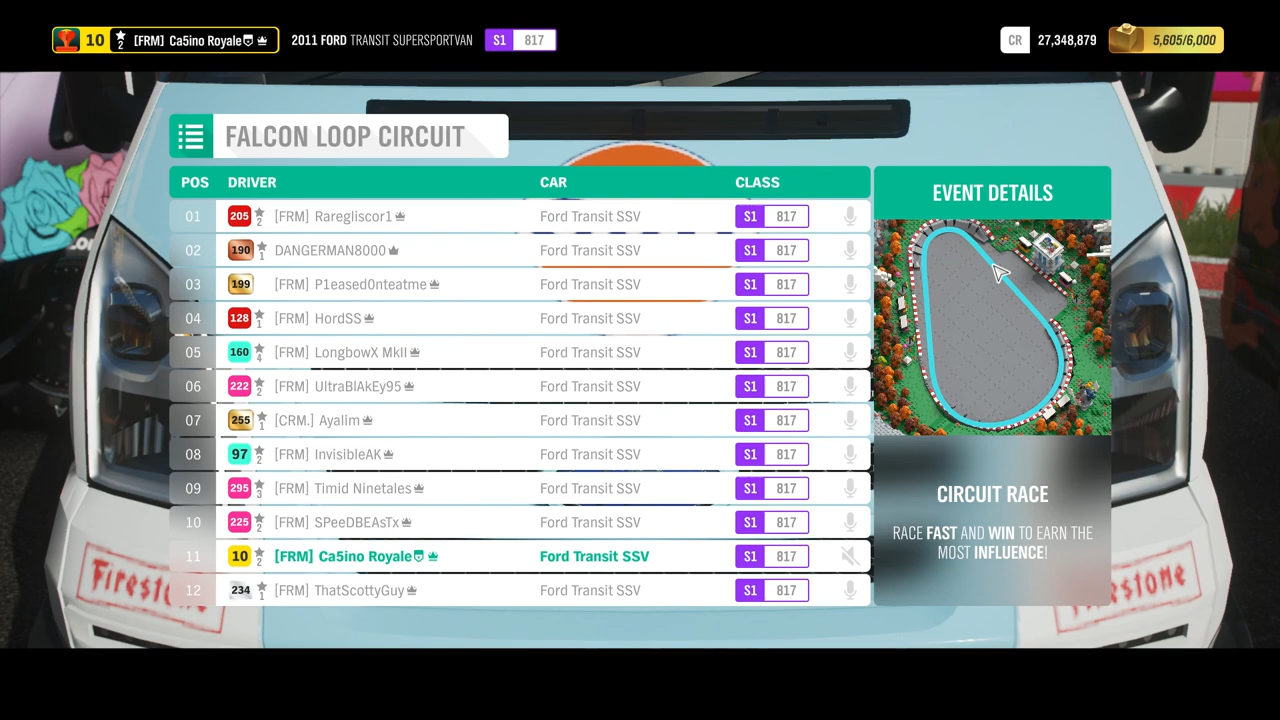 10 2 [FRM] Ca5ino Royale 2011 FORD TRANSIT SUPERSPORTVAN S1 817 CR 27,348,879 5,605/6,000
FALCON LOOP CIRCUIT
POS DRIVER CAR CLASS
01 205 2 [FRM] Raregliscor1 Ford Transit SSV S1 817
02 190 1 DANGERMAN8000 Ford Transit SSV S1 817
03 199 [FRM] P1eased0nteatme Ford Transit SSV S1 817
04 128 1 [FRM] HordSS Ford Transit SSV S1 817
05 160 4 [FRM] LongbowX MkII Ford Transit SSV S1 817
06 222 2 [FRM] UltraBlAkEy95 Ford Transit SSV S1 817
07 255 1 [CRM.] Ayalim Ford Transit SSV S1 817
08 97 2 [FRM] InvisibleAK Ford Transit SSV S1 817
09 295 3 [FRM] Timid Ninetales Ford Transit SSV S1 817
10 225 2 [FRM] SPeeDBEAsTx Ford Transit SSV S1 817
11 10 2 [FRM] Ca5ino Royale Ford Transit SSV S1 817
12 234 1 [FRM] ThatScottyGuy Ford Transit SSV S1 817
EVENT DETAILS
CIRCUIT RACE
RACE FAST AND WIN TO EARN THE
MOST INFLUENCE!
Firestone
Firestone